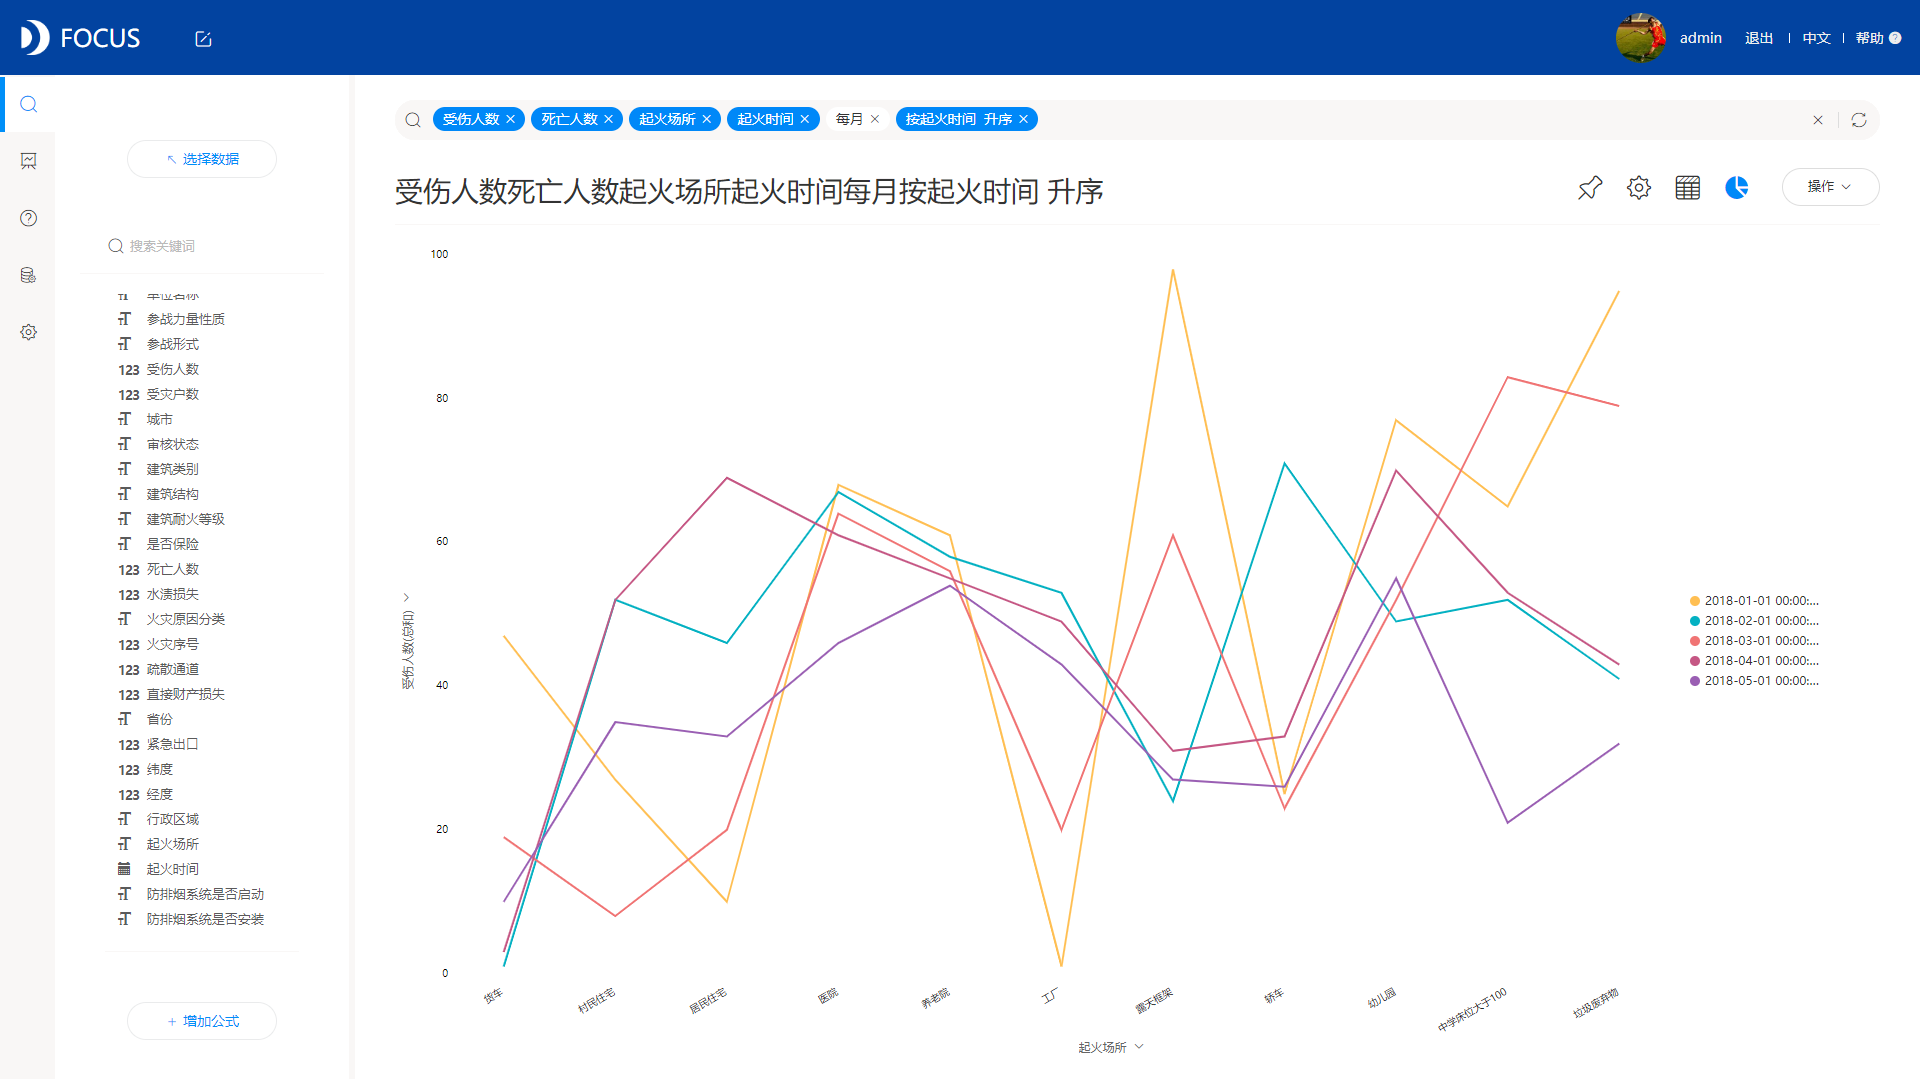 FOCUS
admin 退出 中文 帮助 ?
受伤人数 × 死亡人数 × 起火场所 × 起火时间 × 每月 × 按起火时间 升序 ×
选择数据
搜索关键词
单位名称
参战力量性质
参战形式
123 受伤人数
123 受灾户数
城市
审核状态
建筑类别
建筑结构
建筑耐火等级
是否保险
123 死亡人数
123 水渍损失
火灾原因分类
123 火灾序号
123 疏散通道
123 直接财产损失
省份
123 紧急出口
123 纬度
123 经度
行政区域
起火场所
起火时间
防排烟系统是否启动
防排烟系统是否安装
+ 增加公式
受伤人数死亡人数起火场所起火时间每月按起火时间 升序
操作
100
80
60
40
20
0
受伤人数(总和)
货车
村民住宅
居民住宅
医院
养老院
工厂
露天框架
轿车
幼儿园
中学床位大于100
垃圾废弃物
起火场所
2018-01-01 00:00:...
2018-02-01 00:00:...
2018-03-01 00:00:...
2018-04-01 00:00:...
2018-05-01 00:00:...